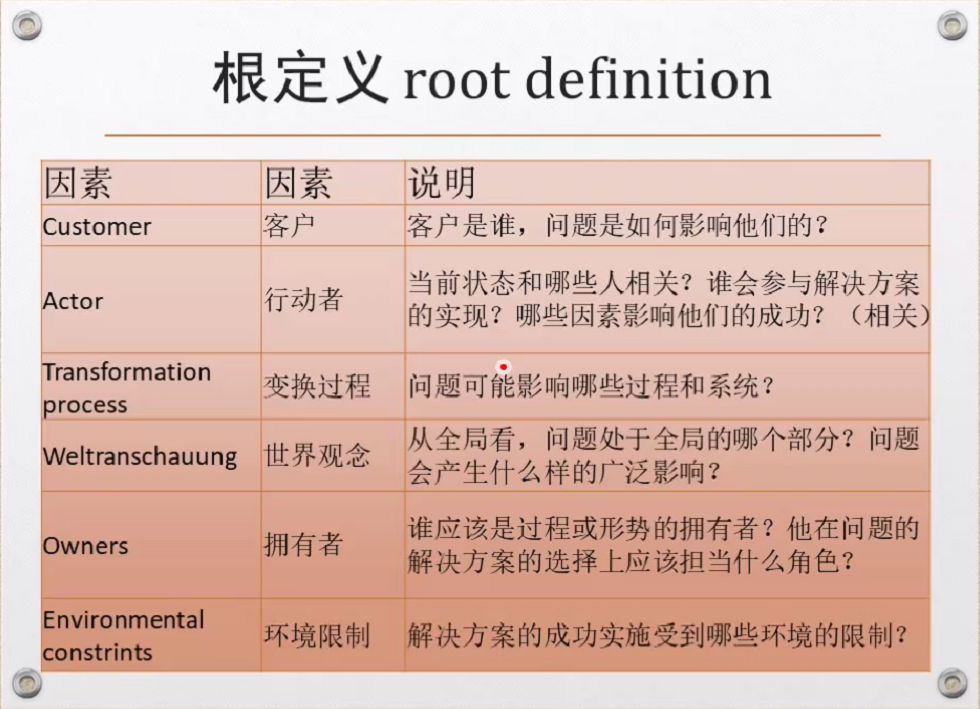 根定义 root definition
因素 因素 说明
Customer 客户 客户是谁，问题是如何影响他们的？
Actor 行动者 当前状态和哪些人相关？谁会参与解决方案
的实现？哪些因素影响他们的成功？（相关）
Transformation
process 变换过程 问题可能影响哪些过程和系统？
Weltranschauung 世界观念 从全局看，问题处于全局的哪个部分？问题
会产生什么样的广泛影响？
Owners 拥有者 谁应该是过程或形势的拥有者？他在问题的
解决方案的选择上应该担当什么角色？
Environmental
constrints 环境限制 解决方案的成功实施受到哪些环境的限制？